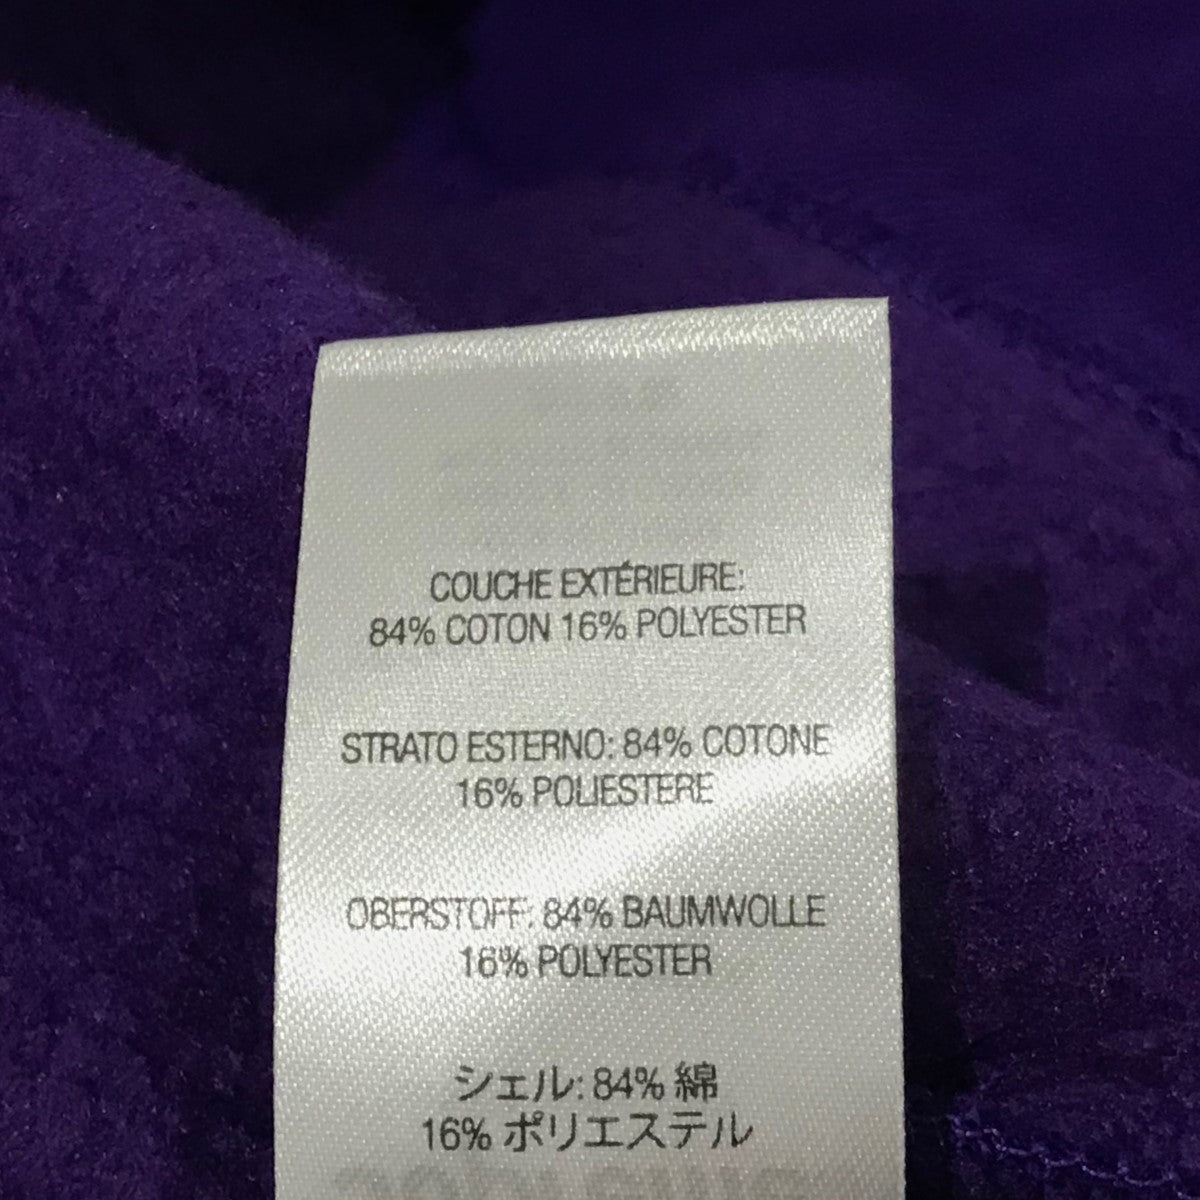 COUCHE EXTÉRIEURE:
84% COTON 16% POLYESTER
STRATO ESTERNO: 84% COTONE
16% POLIESTERE
OBERSTOFF: 84% BAUMWOLLE
16% POLYESTER
シェル: 84% 綿
16% ポリエステル